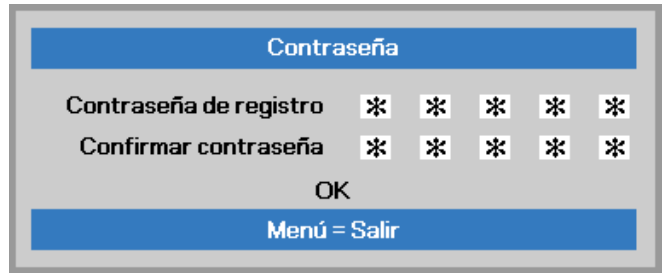 Contraseña
Contraseña de registro * * * * *
Confirmar contraseña * * * * *
OK
Menú = Salir